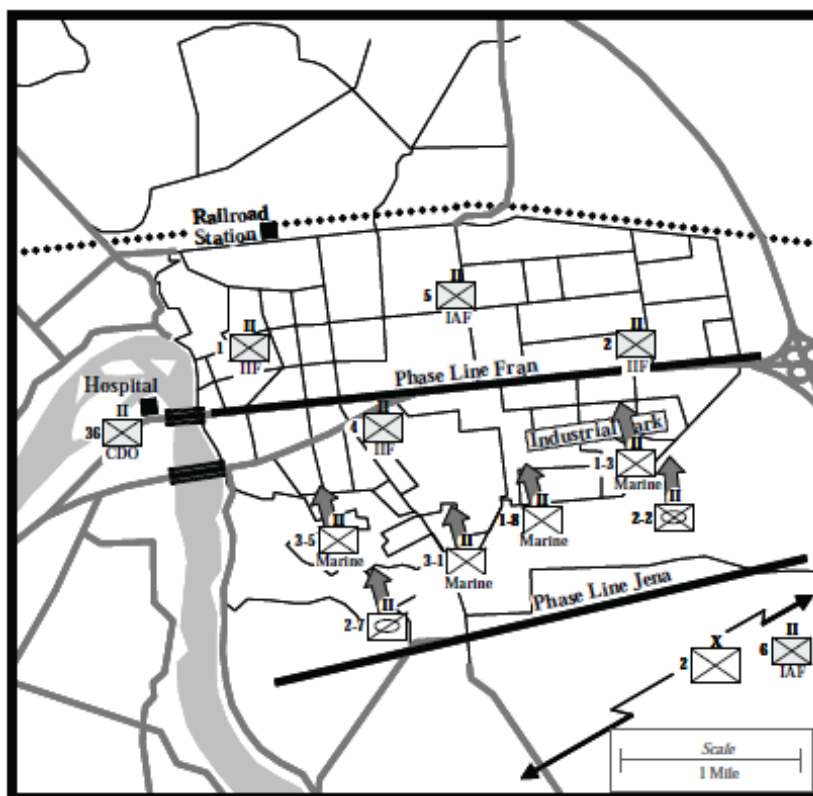 Railroad
Station
II
5
IAF
II
1
IIF
II
2
IIF
Phase Line Fran
Hospital
II
36
CDO
II
4
IIF
Industrial Park
II
1-3
Marine
II
2-2
II
1-8
Marine
II
3-5
Marine
II
3-1
Marine
II
2-7
Phase Line Jena
X
2
II
6
IAF
Scale
1 Mile